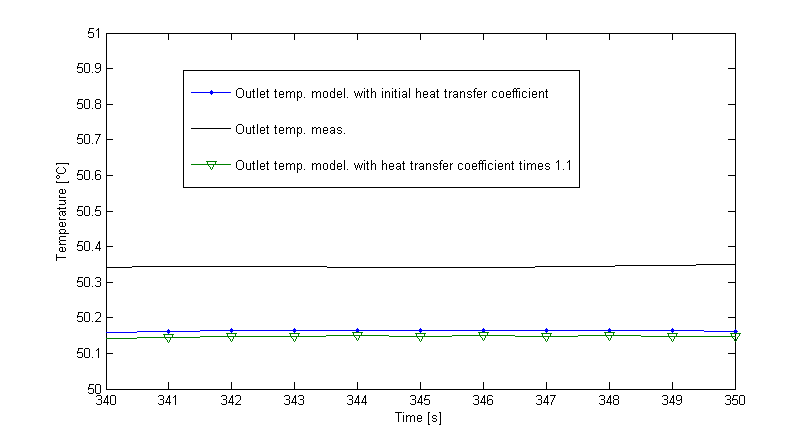 51
50.9
50.8
50.7
50.6
50.5
50.4
50.3
50.2
50.1
50
Temperature [°C]
Outlet temp. model. with initial heat transfer coefficient
Outlet temp. meas.
Outlet temp. model. with heat transfer coefficient times 1.1
340 341 342 343 344 345 346 347 348 349 350
Time [s]